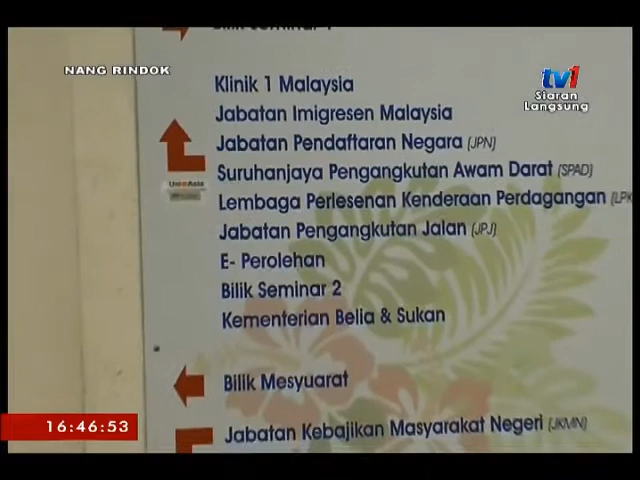 NANG RINDOK
tv1
Siaran
Langsung
Klinik 1 Malaysia
Jabatan Imigresen Malaysia
Jabatan Pendaftaran Negara (JPN)
Suruhanjaya Pengangkutan Awam Darat (SPAD)
Lembaga Perlesenan Kenderaan Perdagangan (LPK
Jabatan Pengangkutan Jalan (JPJ)
E- Perolehan
Bilik Seminar 2
Kementerian Belia & Sukan
Bilik Mesyuarat
Jabatan Kebajikan Masyarakat Negeri (JKMN)
16:46:53